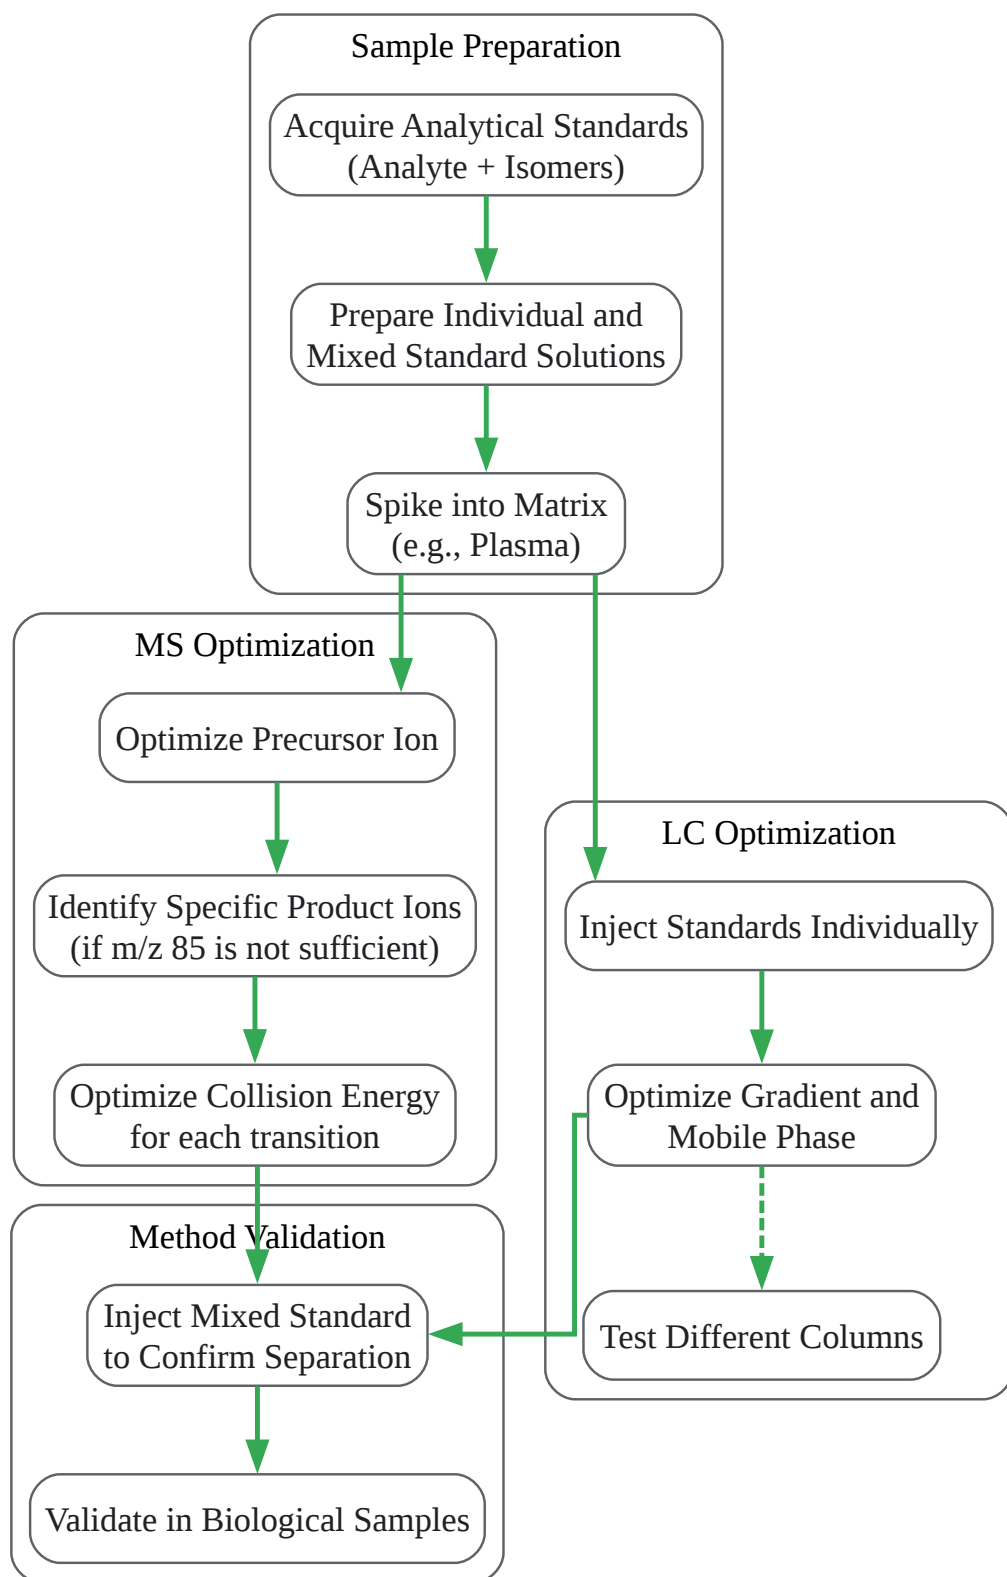 Sample Preparation
Acquire Analytical Standards
(Analyte + Isomers)
Prepare Individual and
Mixed Standard Solutions
Spike into Matrix
(e.g., Plasma)
MS Optimization
Optimize Precursor Ion
Identify Specific Product Ions
(if m/z 85 is not sufficient)
Optimize Collision Energy
for each transition
LC Optimization
Inject Standards Individually
Optimize Gradient and
Mobile Phase
Test Different Columns
Method Validation
Inject Mixed Standard
to Confirm Separation
Validate in Biological Samples